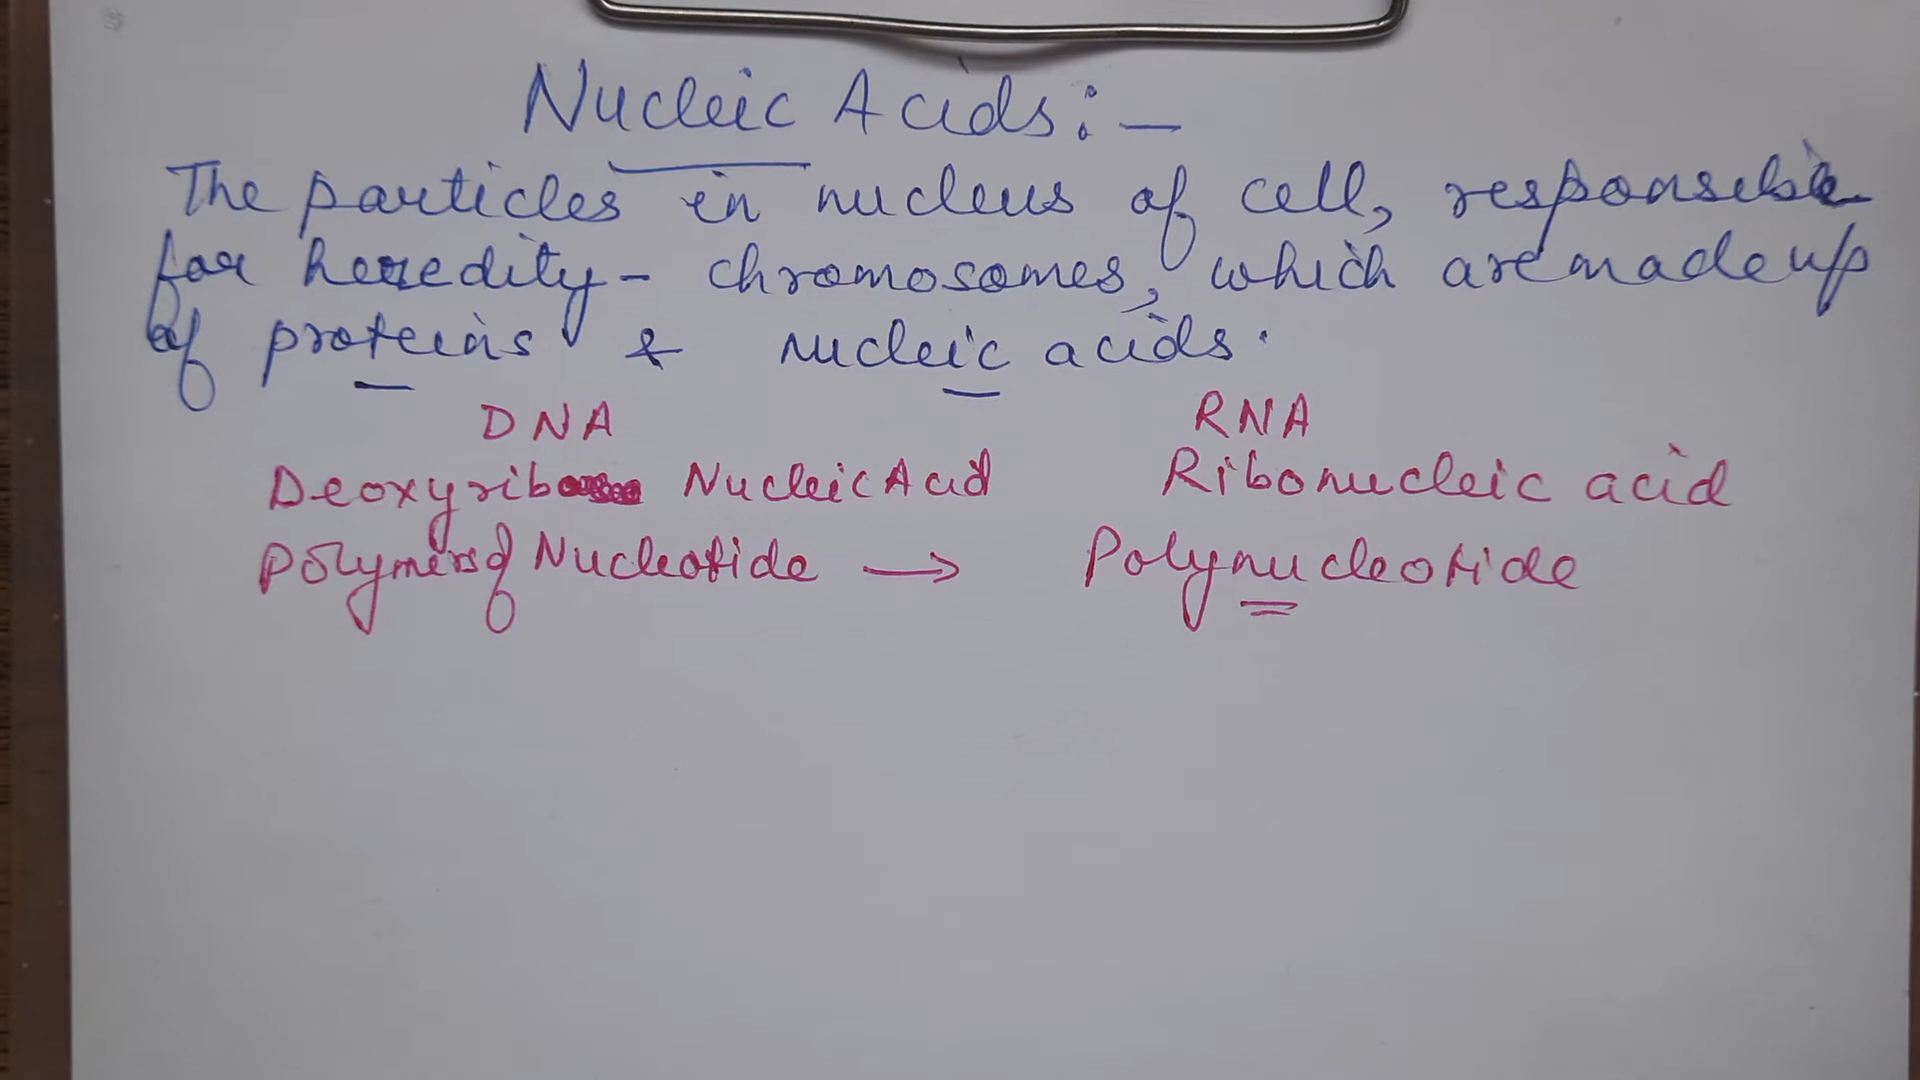 Nucleic Acids:-
The particles in nucleus of cell, responsible
for heredity - chromosomes, which are made up
of proteins & nucleic acids.
DNA RNA
Deoxyribo Nucleic Acid Ribonucleic acid
Polymers of Nucleotide → Polynucleotide